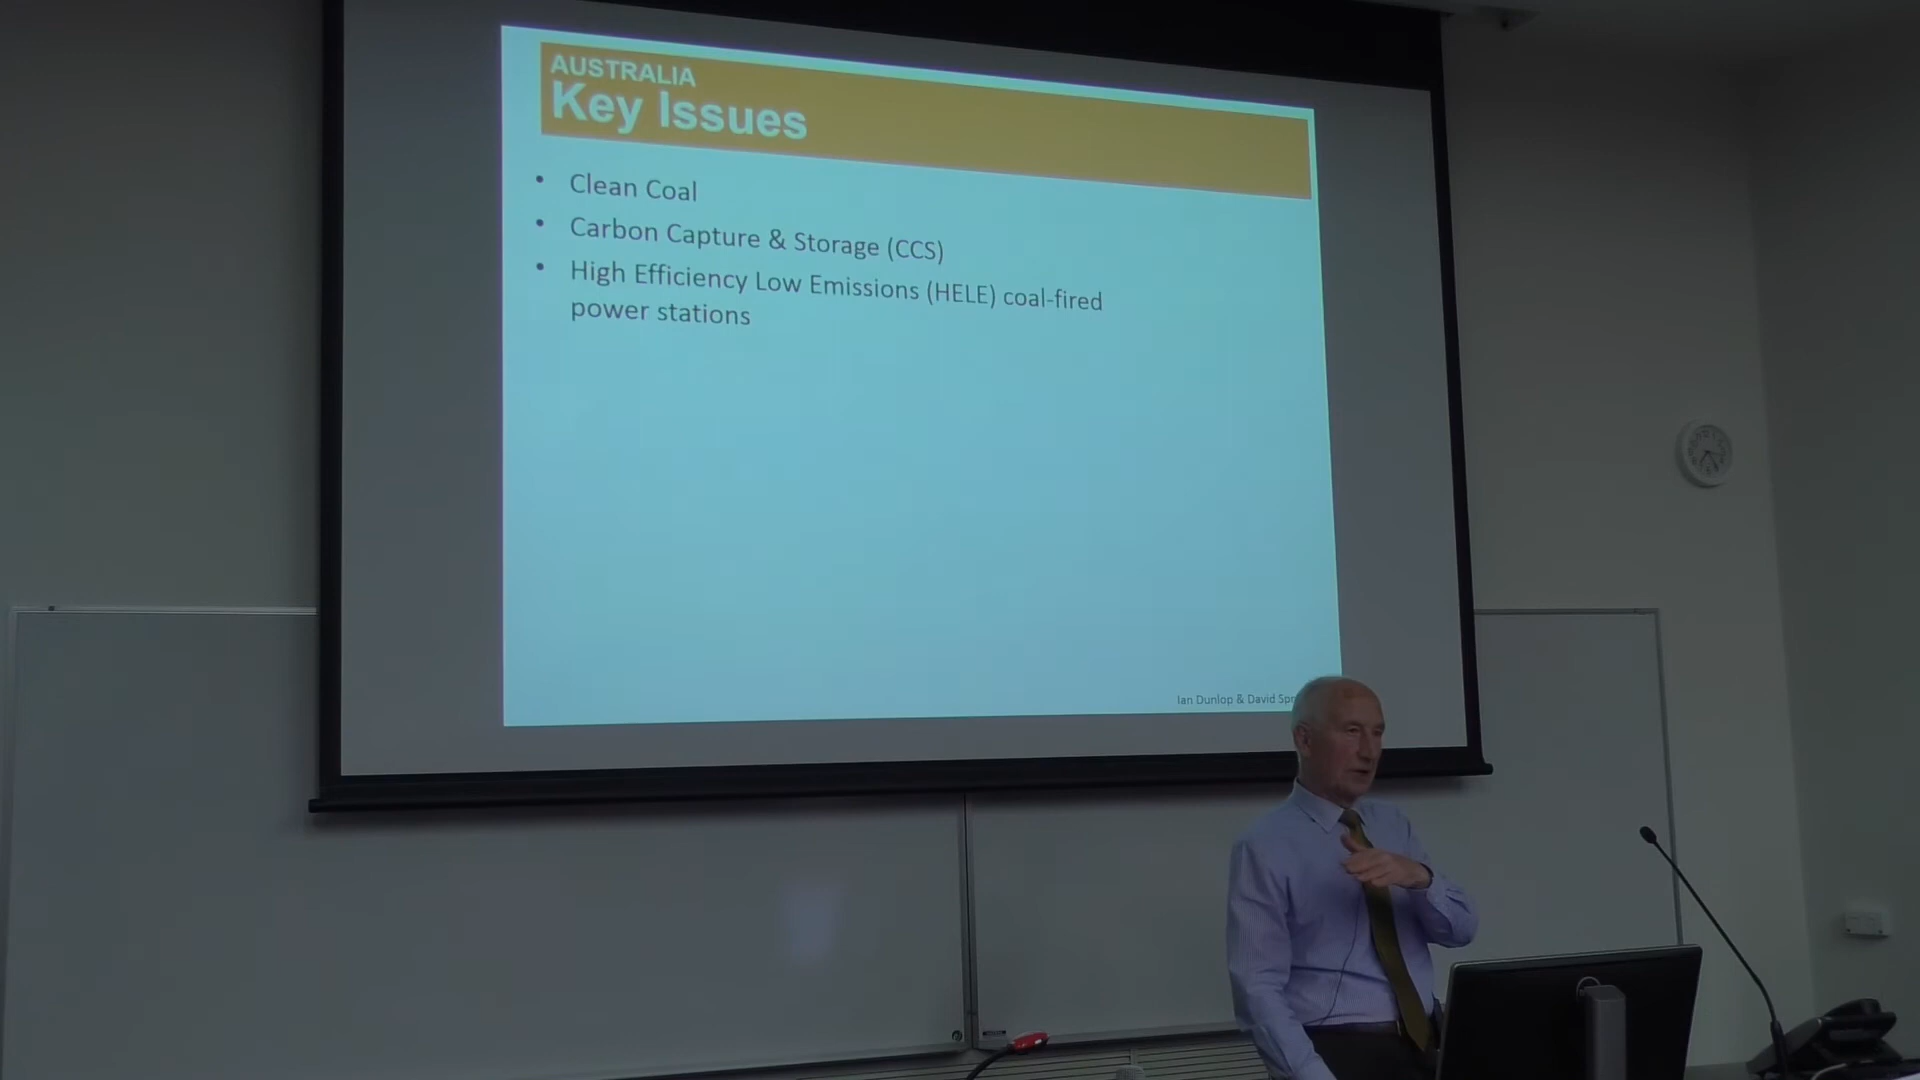 AUSTRALIA
Key Issues
• Clean Coal
• Carbon Capture & Storage (CCS)
• High Efficiency Low Emissions (HELE) coal-fired
power stations
Ian Dunlop & David